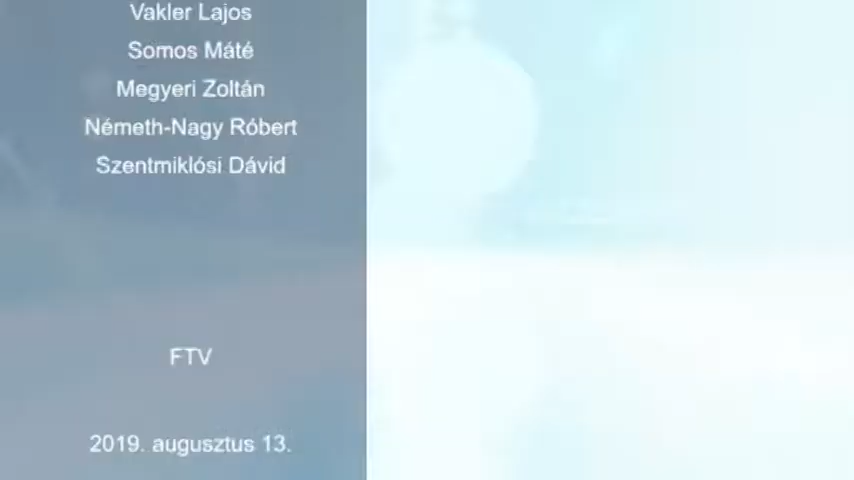 Vakler Lajos
Somos Máté
Megyeri Zoltán
Németh-Nagy Róbert
Szentmiklósi Dávid
FTV
2019. augusztus 13.